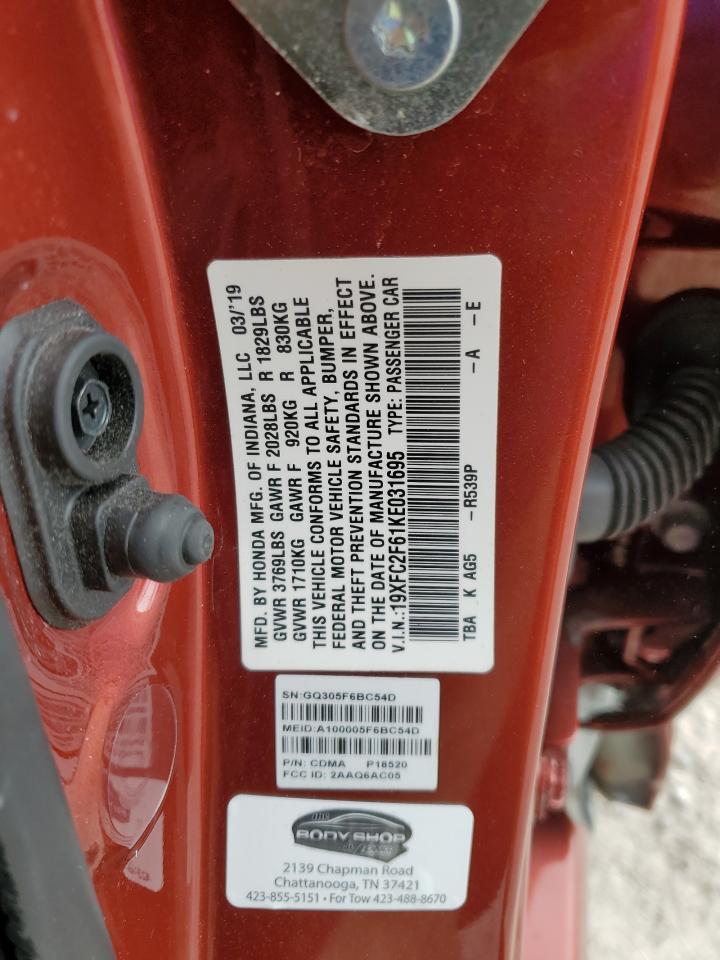 MFD. BY HONDA MFG. OF INDIANA, LLC 03/'19
GVWR 3769LBS GAWR F 2028LBS R 1829LBS
GVWR 1710KG GAWR F 920KG R 830KG
THIS VEHICLE CONFORMS TO ALL APPLICABLE
FEDERAL MOTOR VEHICLE SAFETY, BUMPER,
AND THEFT PREVENTION STANDARDS IN EFFECT
ON THE DATE OF MANUFACTURE SHOWN ABOVE.
V.I.N.:19XFC2F61KE031695 TYPE: PASSENGER CAR
TBA K AG5 -R539P -A -E
SN:GQ305F6BC54D
MEID:A100005F6BC54D
P/N: CDMA P18520
FCC ID: 2AAQ6AC05
BODY SHOP
2139 Chapman Road
Chattanooga, TN 37421
423-855-5151 • For Tow 423-488-8670